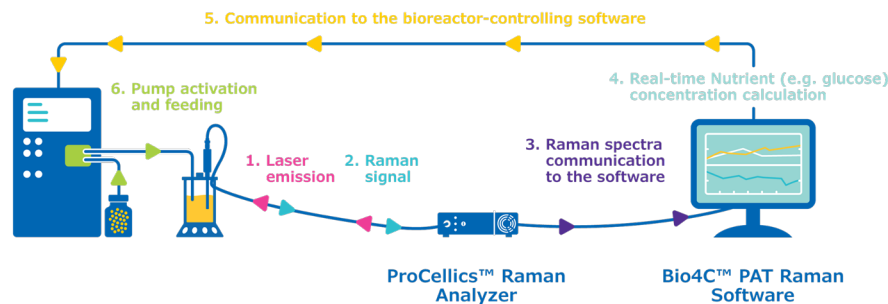 5. Communication to the bioreactor-controlling software
4. Real-time Nutrient (e.g. glucose)
concentration calculation
6. Pump activation
and feeding
1. Laser
emission
2. Raman
signal
3. Raman spectra
communication
to the software
ProCellics™ Raman
Analyzer
Bio4C™ PAT Raman
Software